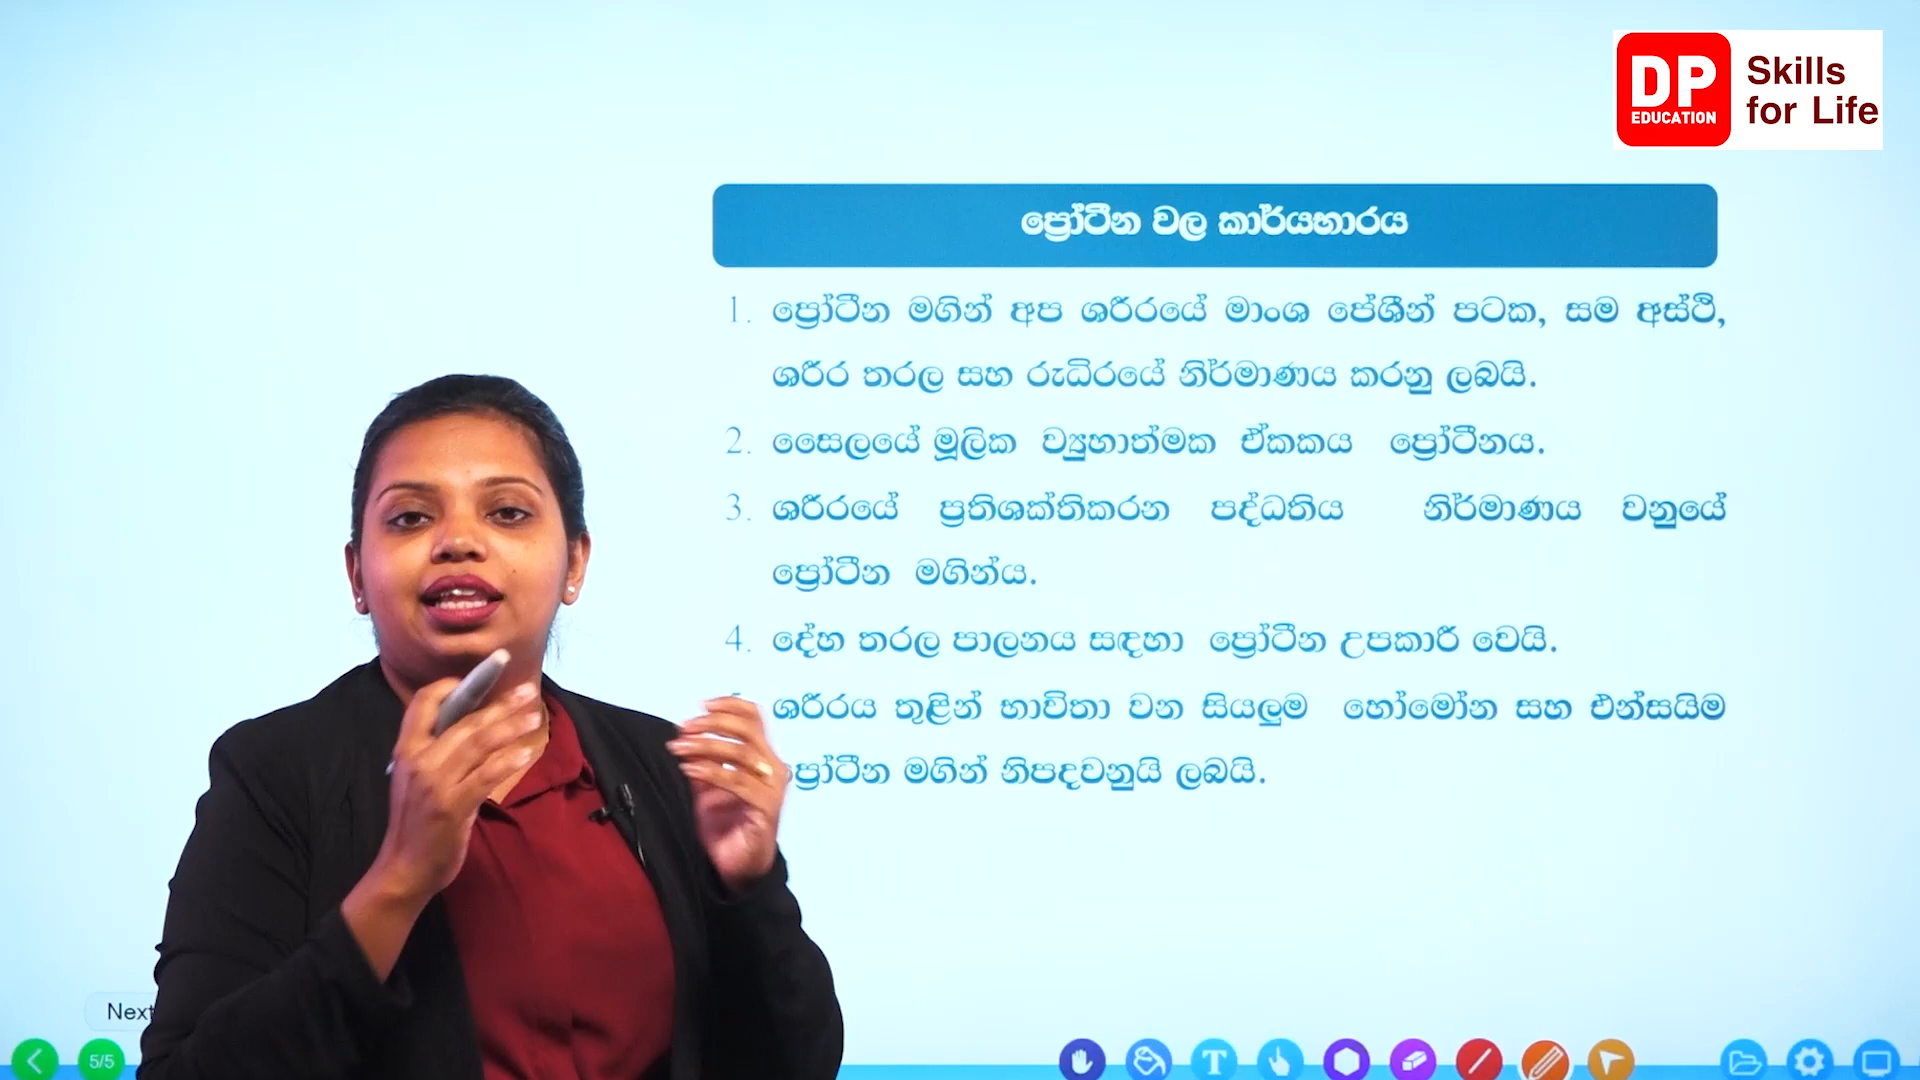 DP
EDUCATION
Skills
for Life
ප්‍රෝටීන වල කාර්යභාරය
1. ප්‍රෝටීන මගින් අප ශරීරයේ මාංශ පේශීන් පටක, සම අස්ථි,
ශරීර තරල සහ රුධිරයේ නිර්මාණය කරනු ලබයි.
2. සෛලයේ මූලික ව්‍යුහාත්මක ඒකකය ප්‍රෝටීනය.
3. ශරීරයේ ප්‍රතිශක්තිකරන පද්ධතිය නිර්මාණය වනුයේ
ප්‍රෝටීන මගින්ය.
4. දේහ තරල පාලනය සඳහා ප්‍රෝටීන උපකාරී වෙයි.
ශරීරය තුළින් භාවිතා වන සියලුම හෝමෝන සහ එන්සයිම
ප්‍රෝටීන මගින් නිපදවනුයි ලබයි.
Next
5/5